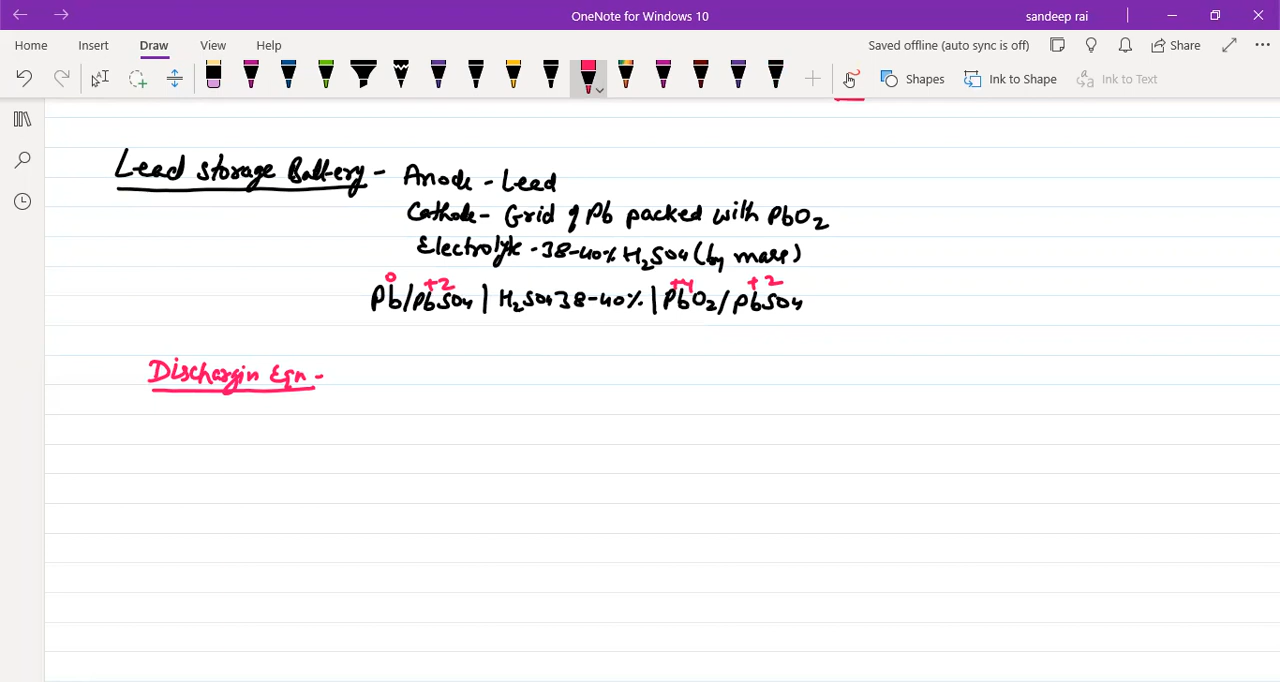 OneNote for Windows 10
sandeep rai
Home Insert Draw View Help
Saved offline (auto sync is off)
Share
Shapes
Ink to Shape
Ink to Text
Lead storage Battery -
Anode - Lead
Cathode - Grid of Pb packed with PbO2
Electrolyte - 38-40% H2SO4 (by mass)
0 +2 +4 +2
Pb/PbSO4 | H2SO4 38-40% | PbO2/PbSO4
Dischargin Eqn -